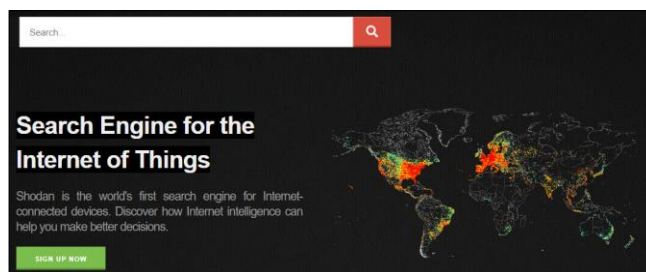 Search...
Search Engine for the
Internet of Things
Shodan is the world's first search engine for Internet-
connected devices. Discover how Internet intelligence can
help you make better decisions.
SIGN UP NOW